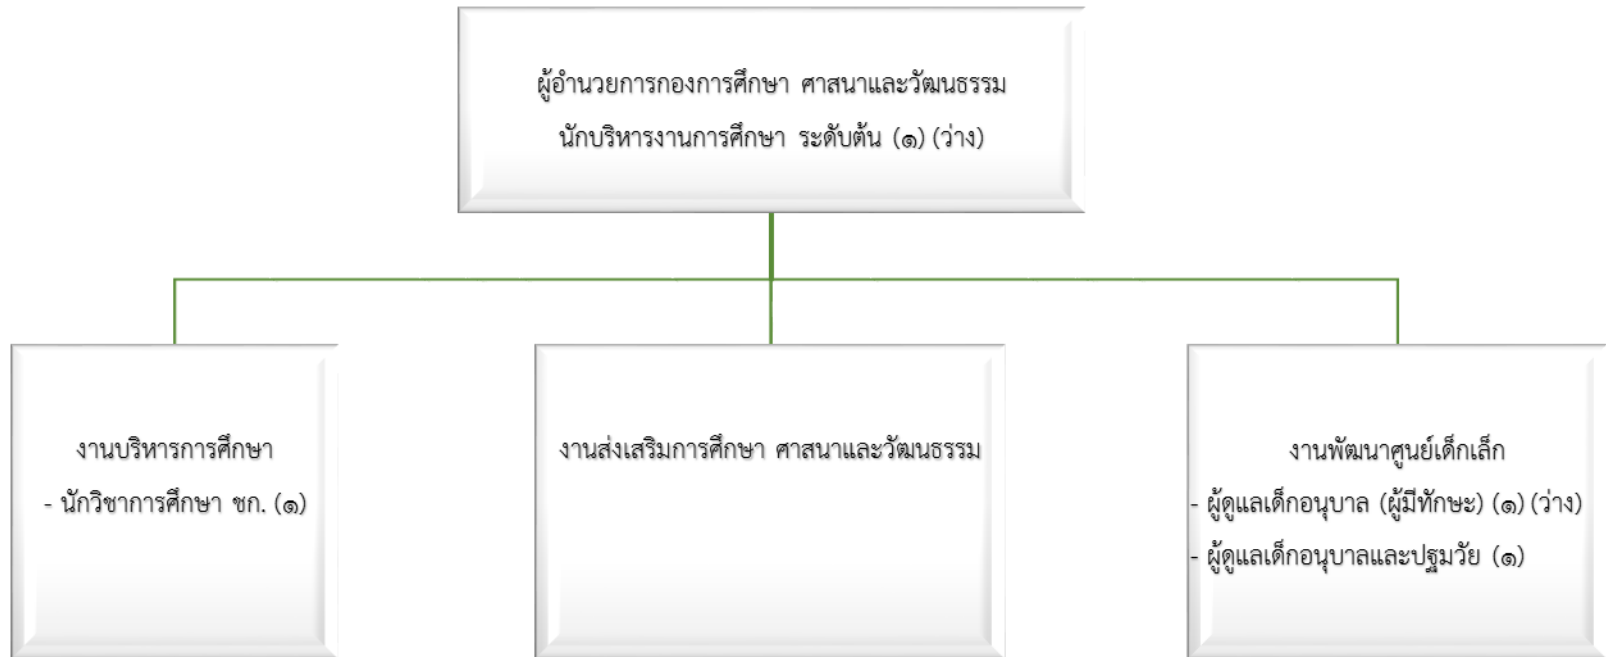 ผู้อำนวยการกองการศึกษา ศาสนาและวัฒนธรรม
นักบริหารงานการศึกษา ระดับต้น (๑) (ว่าง)
งานบริหารการศึกษา
- นักวิชาการศึกษา ชก. (๑)
งานส่งเสริมการศึกษา ศาสนาและวัฒนธรรม
งานพัฒนาศูนย์เด็กเล็ก
- ผู้ดูแลเด็กอนุบาล (ผู้มีทักษะ) (๑) (ว่าง)
- ผู้ดูแลเด็กอนุบาลและปฐมวัย (๑)